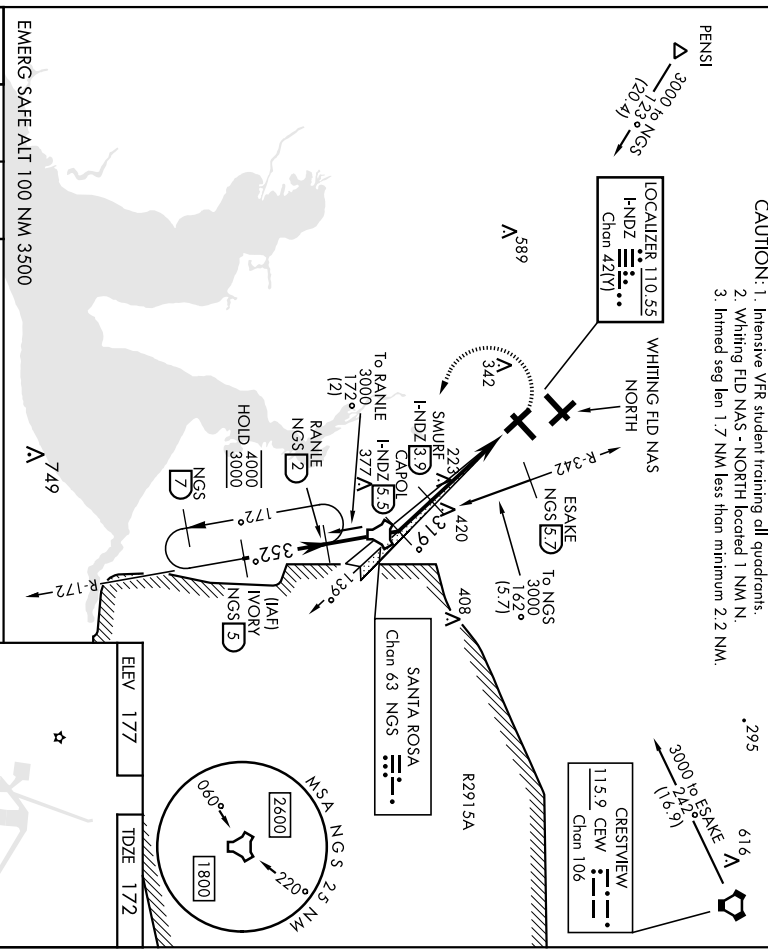 CAUTION: 1. Intensive VFR student training all quadrants.
2. Whiting FLD NAS - NORTH located 1 NM N.
3. Intmed seg len 1.7 NM less than minimum 2.2 NM.
PENSI
3000 to NGS
123°
(20.4)
LOCALIZER 110.55
I-NDZ
Chan 42(Y)
WHITING FLD NAS
NORTH
295
616
3000 to ESAKE
242°
(16.9)
CRESTVIEW
115.9 CEW
Chan 106
589
342
R-342
ESAKE
NGS 5.7
To NGS
3000
162°
(5.7)
SMURF
I-NDZ 3.9
223
420
319°
408
CAPOL
I-NDZ 5.5
377
To RANLE
3000
172°
(2)
RANLE
NGS 2
HOLD 4000
3000
NGS
7
172°
352°
139°
(IAF)
IVORY
NGS 5
R-172
749
SANTA ROSA
Chan 63 NGS
R2915A
MSA NGS 25 NM
060°
220°
2600
1800
EMERG SAFE ALT 100 NM 3500
ELEV 177
TDZE 172